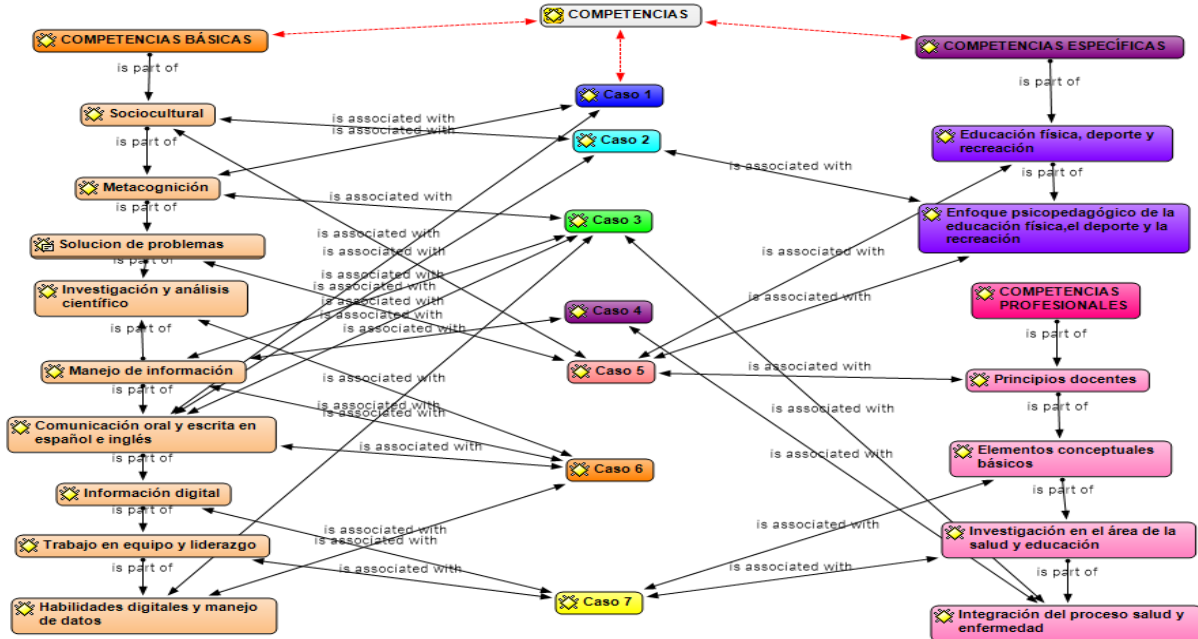 COMPETENCIAS
COMPETENCIAS BÁSICAS
COMPETENCIAS ESPECÍFICAS
is part of
is part of
Caso 1
Sociocultural
is associated with
is associated with
Educación física, deporte y
recreación
is part of
Caso 2
is associated with
is part of
Metacognición
is associated with
Enfoque psicopedagógico de la
educación física,el deporte y la
recreación
is part of
Caso 3
Solucion de problemas
is associated with
is part of
is associated with
is associated with
Investigación y análisis
científico
is associated with
is associated with
COMPETENCIAS
PROFESIONALES
is associated with
Caso 4
is associated with
is part of
is part of
Manejo de información
Caso 5
is associated with
Principios docentes
is associated with
is part of
is part of
is associated with
is associated with
Comunicación oral y escrita en
español e inglés
is associated with
is associated with
Elementos conceptuales
básicos
is part of
Caso 6
Información digital
is part of
is part of
is associated with
is associated with
is associated with
Trabajo en equipo y liderazgo
Investigación en el área de la
salud y educación
is part of
is associated with
is associated with
is part of
Habilidades digitales y manejo
de datos
Caso 7
Integración del proceso salud y
enfermedad